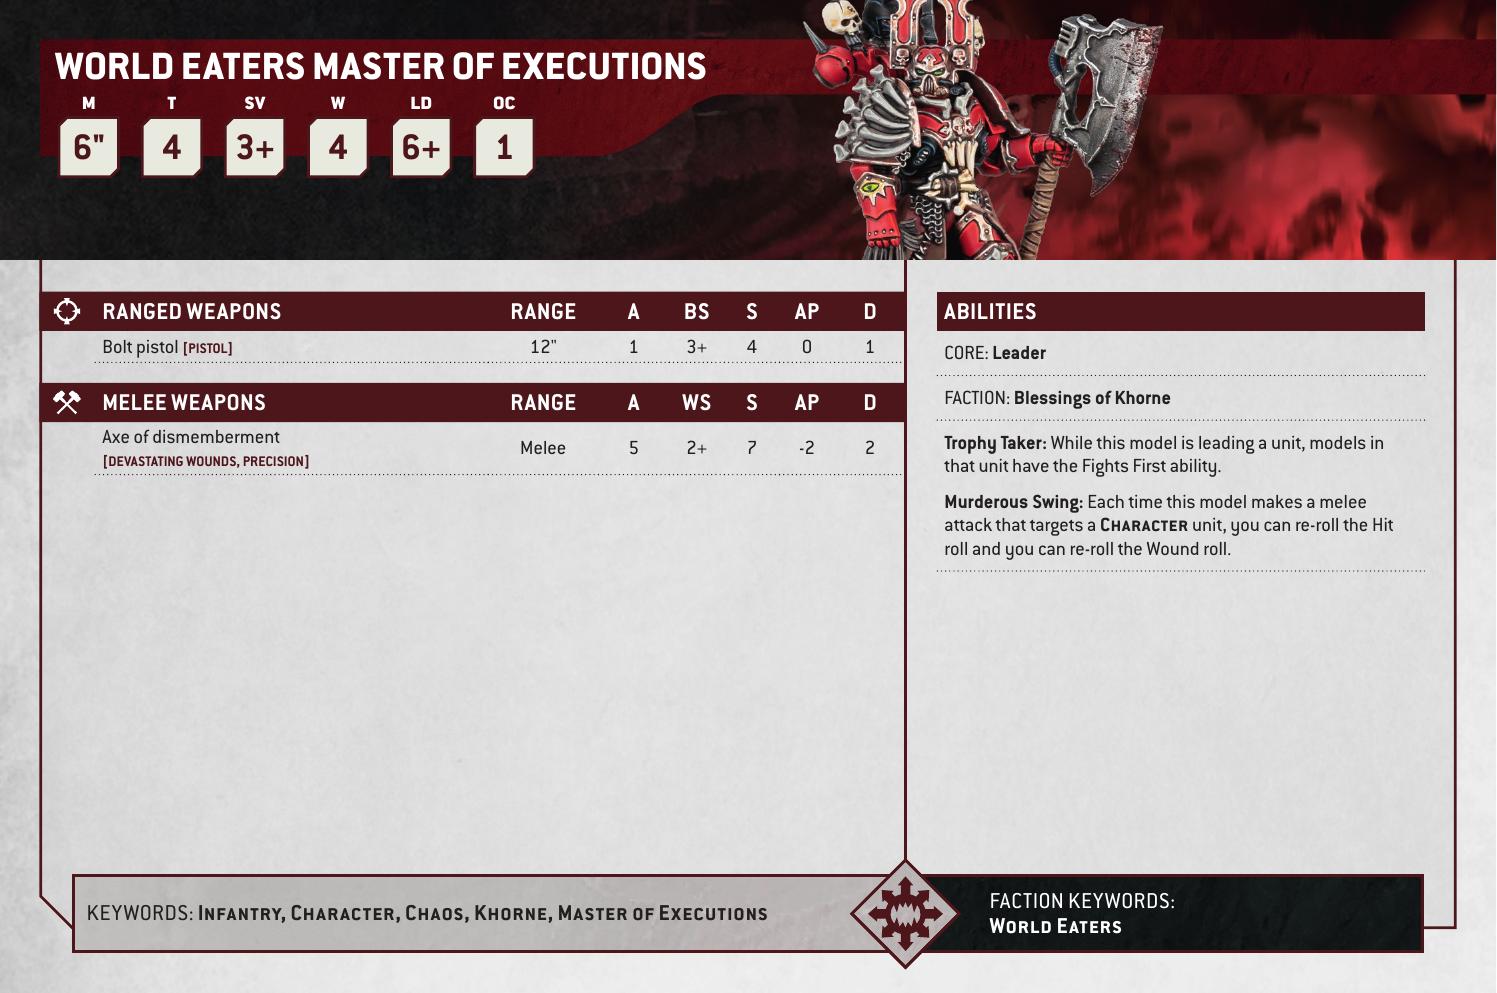 WORLD EATERS MASTER OF EXECUTIONS
M T SV W LD OC
6" 4 3+ 4 6+ 1
RANGED WEAPONS RANGE A BS S AP D
Bolt pistol [PISTOL] 12" 1 3+ 4 0 1
MELEE WEAPONS RANGE A WS S AP D
Axe of dismemberment
[DEVASTATING WOUNDS, PRECISION] Melee 5 2+ 7 -2 2
ABILITIES
CORE: Leader
FACTION: Blessings of Khorne
Trophy Taker: While this model is leading a unit, models in
that unit have the Fights First ability.
Murderous Swing: Each time this model makes a melee
attack that targets a CHARACTER unit, you can re-roll the Hit
roll and you can re-roll the Wound roll.
KEYWORDS: INFANTRY, CHARACTER, CHAOS, KHORNE, MASTER OF EXECUTIONS
FACTION KEYWORDS:
WORLD EATERS